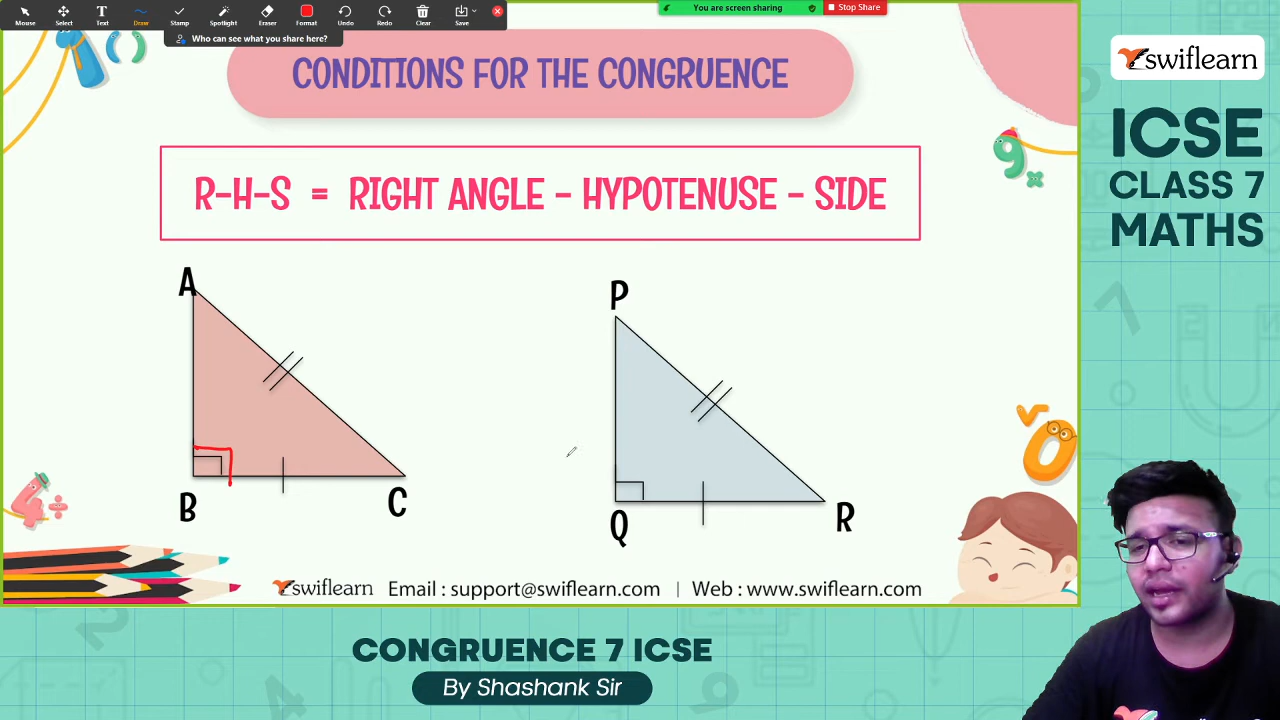 Mouse Select Text Draw Stamp Spotlight Eraser Format Undo Redo Clear Save
You are screen sharing Stop Share
Who can see what you share here?
CONDITIONS FOR THE CONGRUENCE
R-H-S = RIGHT ANGLE - HYPOTENUSE - SIDE
A
B
C
P
Q
R
swiflearn Email : support@swiflearn.com | Web : www.swiflearn.com
swiflearn
ICSE
CLASS 7
MATHS
CONGRUENCE 7 ICSE
By Shashank Sir
swiflearn